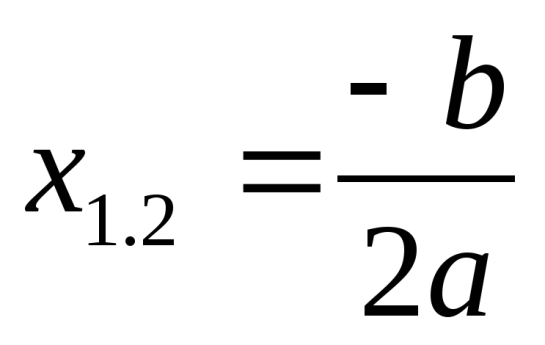 x₁.₂ = - b / 2a